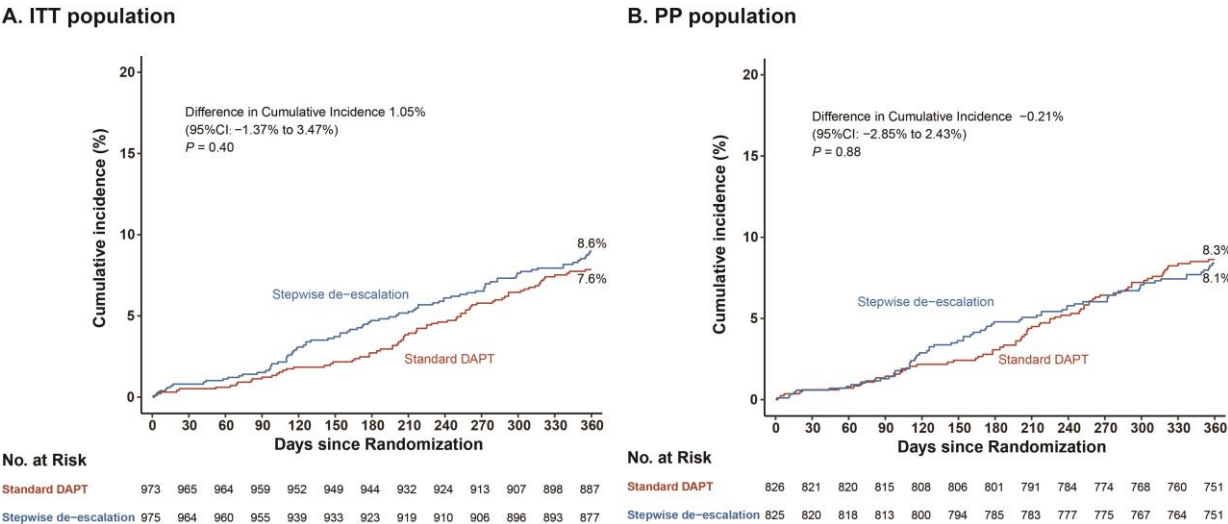 A. ITT population
20
15
10
5
0
Cumulative incidence (%)
Difference in Cumulative Incidence 1.05%
(95%CI: −1.37% to 3.47%)
P = 0.40
8.6%
7.6%
Stepwise de−escalation
Standard DAPT
0 30 60 90 120 150 180 210 240 270 300 330 360
Days since Randomization
No. at Risk
Standard DAPT 973 965 964 959 952 949 944 932 924 913 907 898 887
Stepwise de−escalation 975 964 960 955 939 933 923 919 910 906 896 893 877
B. PP population
20
15
10
5
0
Cumulative incidence (%)
Difference in Cumulative Incidence −0.21%
(95%CI: −2.85% to 2.43%)
P = 0.88
8.3%
8.1%
Stepwise de−escalation
Standard DAPT
0 30 60 90 120 150 180 210 240 270 300 330 360
Days since Randomization
No. at Risk
Standard DAPT 826 821 820 815 808 806 801 791 784 774 768 760 751
Stepwise de−escalation 825 820 818 813 800 794 785 783 777 775 767 764 751